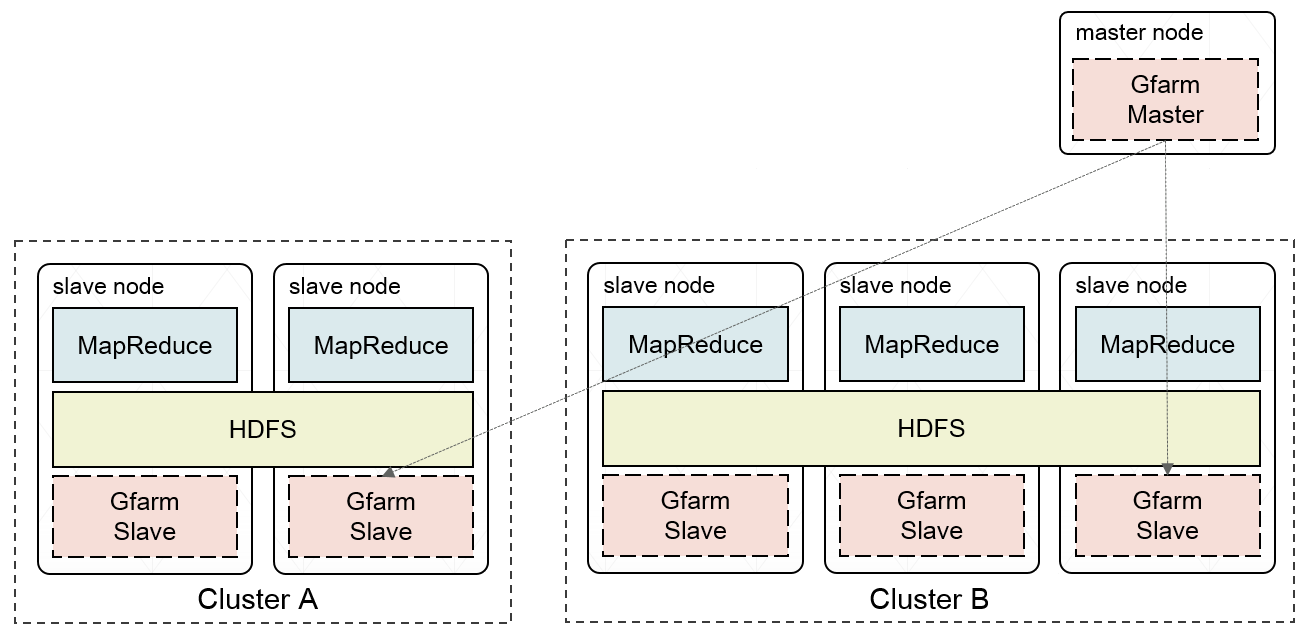 master node
Gfarm
Master
slave node
MapReduce
slave node
MapReduce
HDFS
Gfarm
Slave
Gfarm
Slave
Cluster A
slave node
MapReduce
slave node
MapReduce
slave node
MapReduce
HDFS
Gfarm
Slave
Gfarm
Slave
Gfarm
Slave
Cluster B